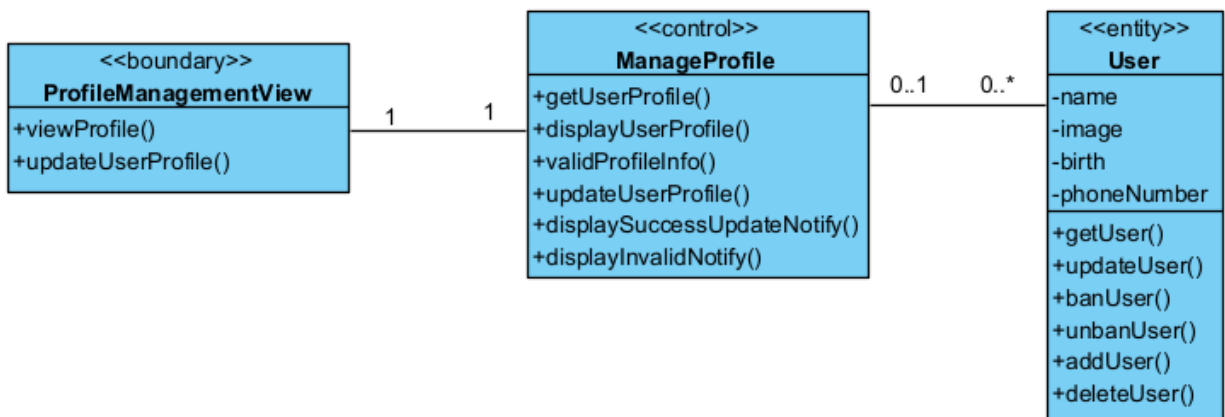 <<boundary>>
ProfileManagementView
+viewProfile()
+updateUserProfile()
1
1
<<control>>
ManageProfile
+getUserProfile()
+displayUserProfile()
+validProfileInfo()
+updateUserProfile()
+displaySuccessUpdateNotify()
+displayInvalidNotify()
0..1
0..*
<<entity>>
User
-name
-image
-birth
-phoneNumber
+getUser()
+updateUser()
+banUser()
+unbanUser()
+addUser()
+deleteUser()